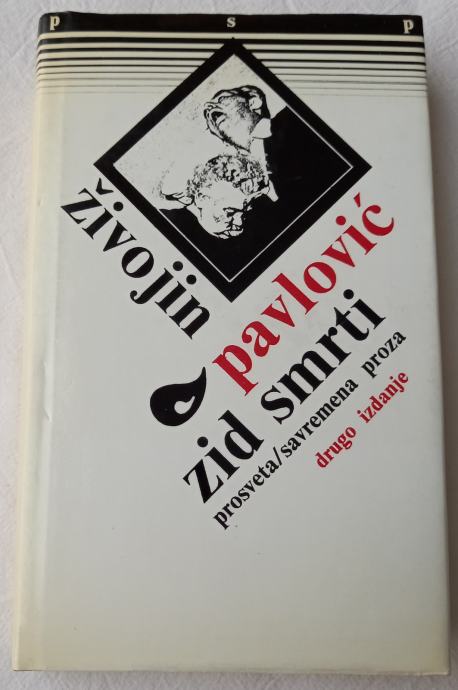 p s p
živojin
pavlović
zid smrti
prosveta/savremena proza
drugo izdanje